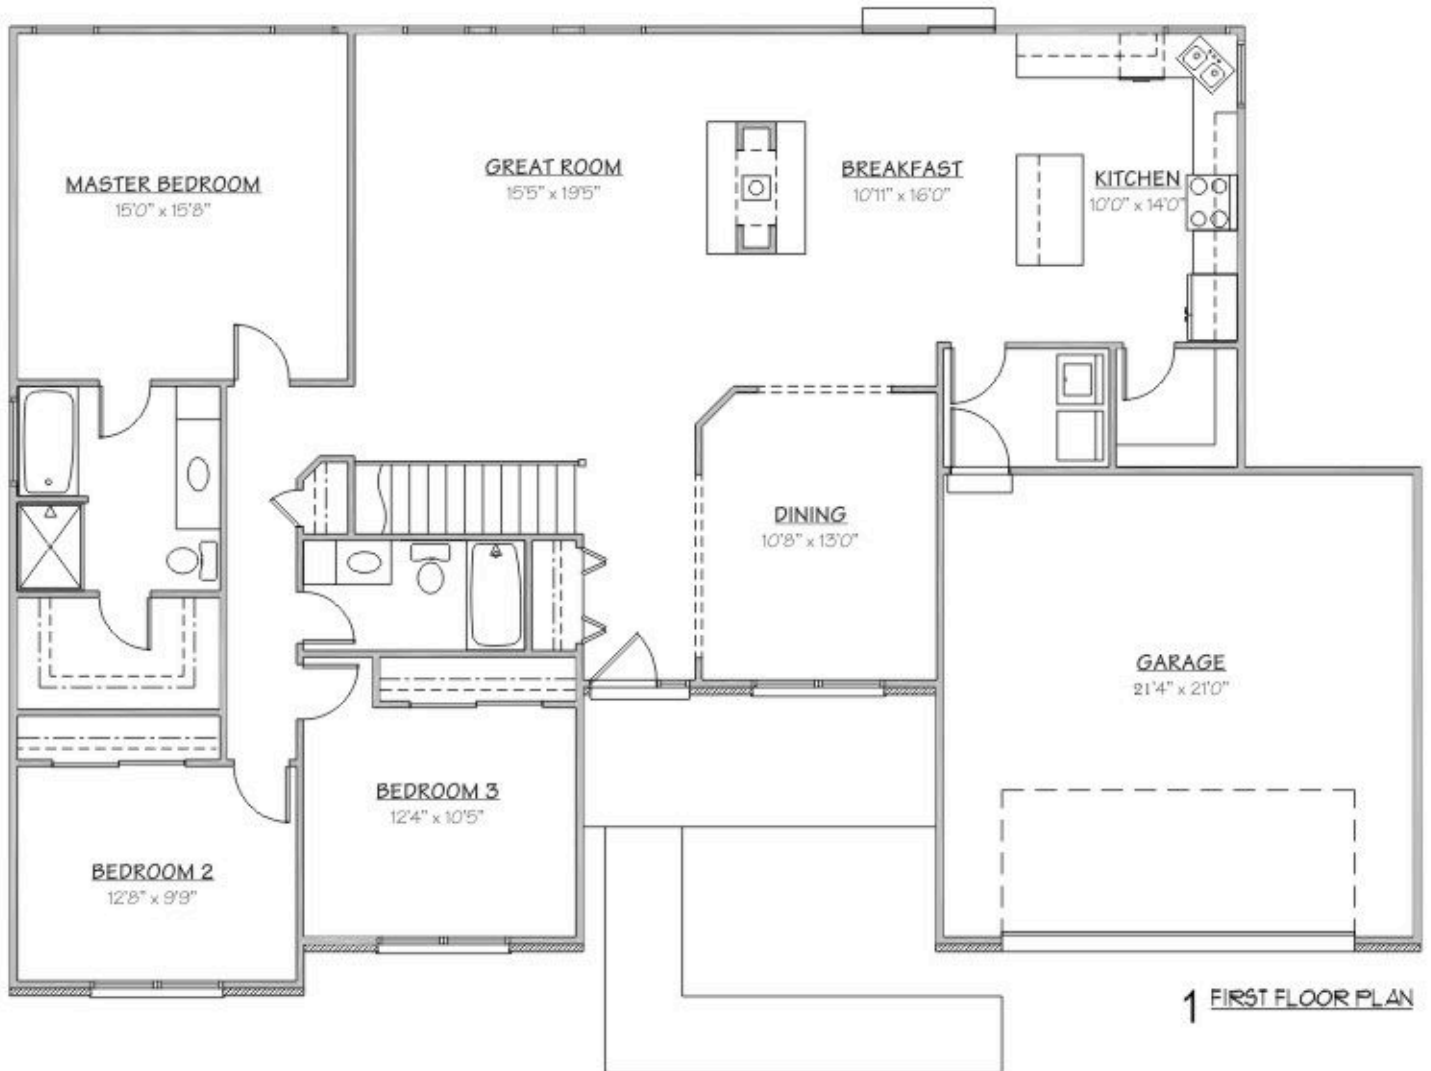 MASTER BEDROOM
15'0" x 15'8"
GREAT ROOM
15'5" x 19'5"
BREAKFAST
10'11" x 16'0"
KITCHEN
10'0" x 14'0"
DINING
10'8" x 13'0"
GARAGE
21'4" x 21'0"
BEDROOM 3
12'4" x 10'5"
BEDROOM 2
12'8" x 9'9"
1 FIRST FLOOR PLAN